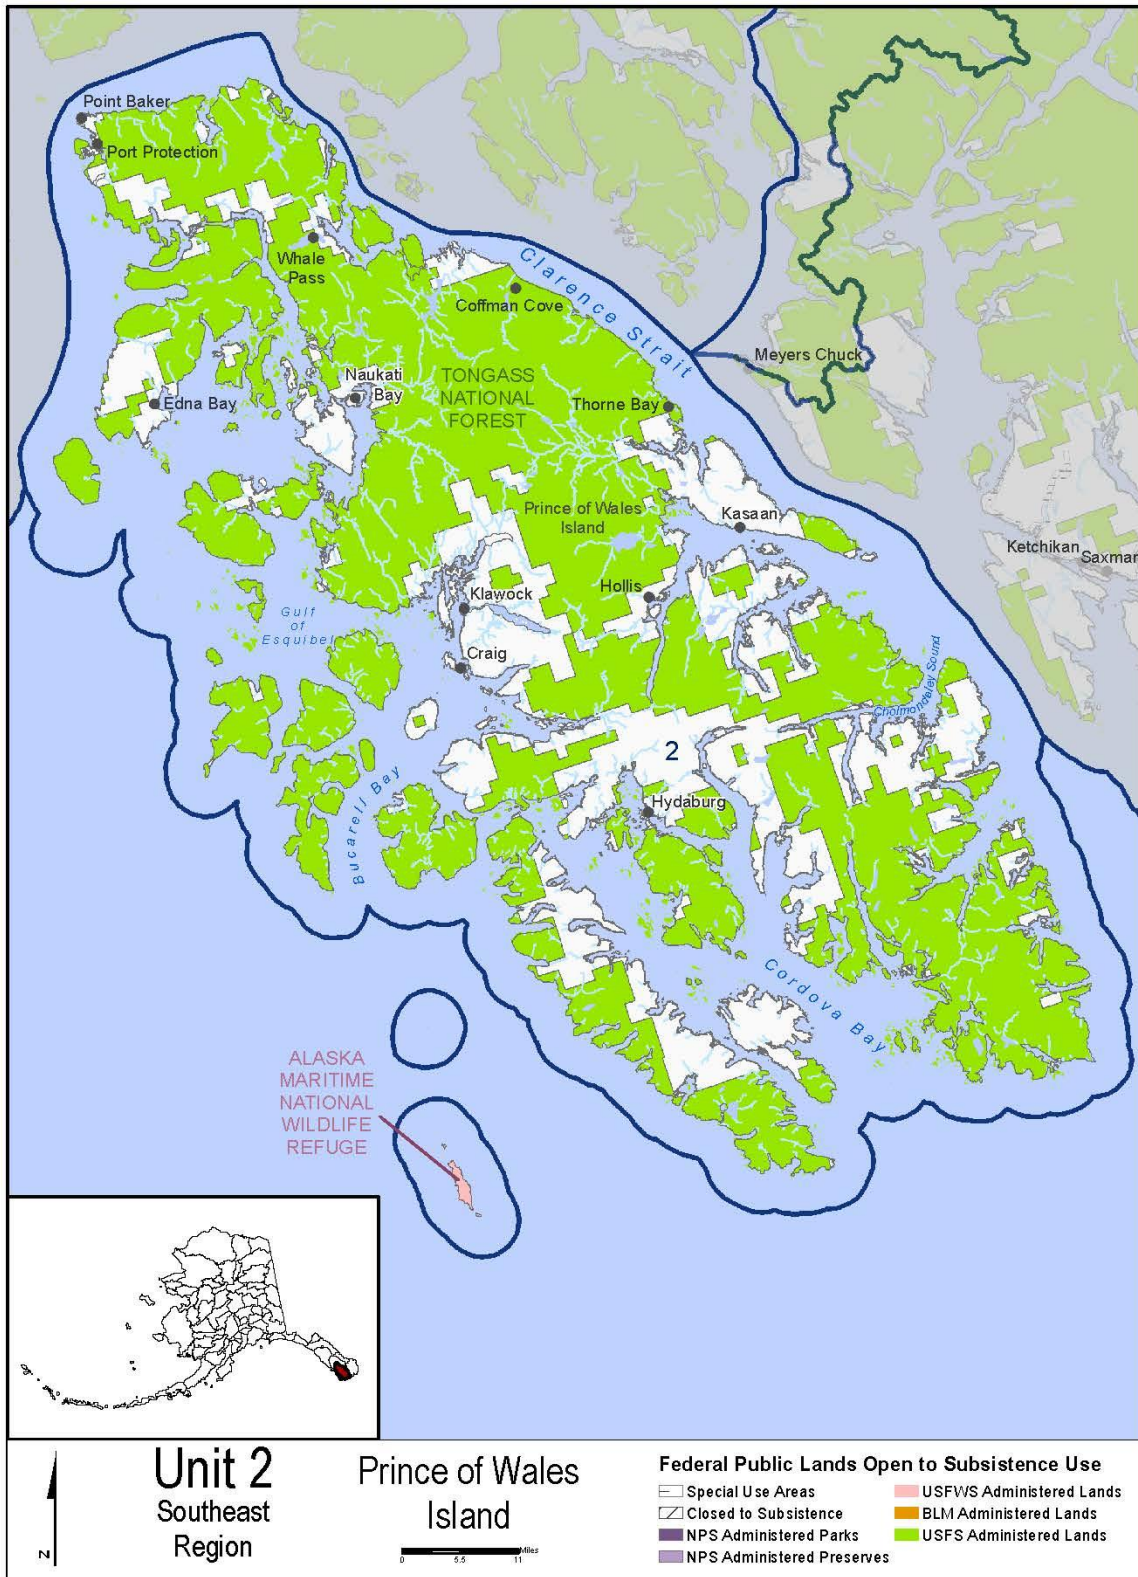 Point Baker
Port Protection
Whale
Pass
Clarence Strait
Coffman Cove
Meyers Chuck
Naukati
Bay
Edna Bay
TONGASS
NATIONAL
FOREST
Thorne Bay
Prince of Wales
Island
Kasaan
Ketchikan
Saxman
Klawock
Hollis
Gulf
of
Esquibel
Craig
Cholmondeley Sound
2
Bucareli Bay
Hydaburg
Cordova Bay
ALASKA
MARITIME
NATIONAL
WILDLIFE
REFUGE
N
Unit 2
Southeast
Region
Prince of Wales
Island
Miles
0 5.5 11
Federal Public Lands Open to Subsistence Use
Special Use Areas
Closed to Subsistence
NPS Administered Parks
NPS Administered Preserves
USFWS Administered Lands
BLM Administered Lands
USFS Administered Lands